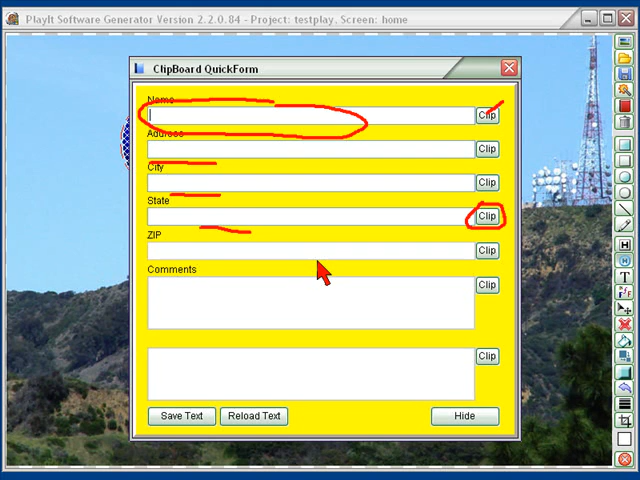 PlayIt Software Generator Version 2.2.0.84 - Project: testplay, Screen: home
ClipBoard QuickForm
Name
Clip
Address
Clip
City
Clip
State
Clip
ZIP
Clip
Comments
Clip
Clip
Save Text Reload Text Hide
H
H
T